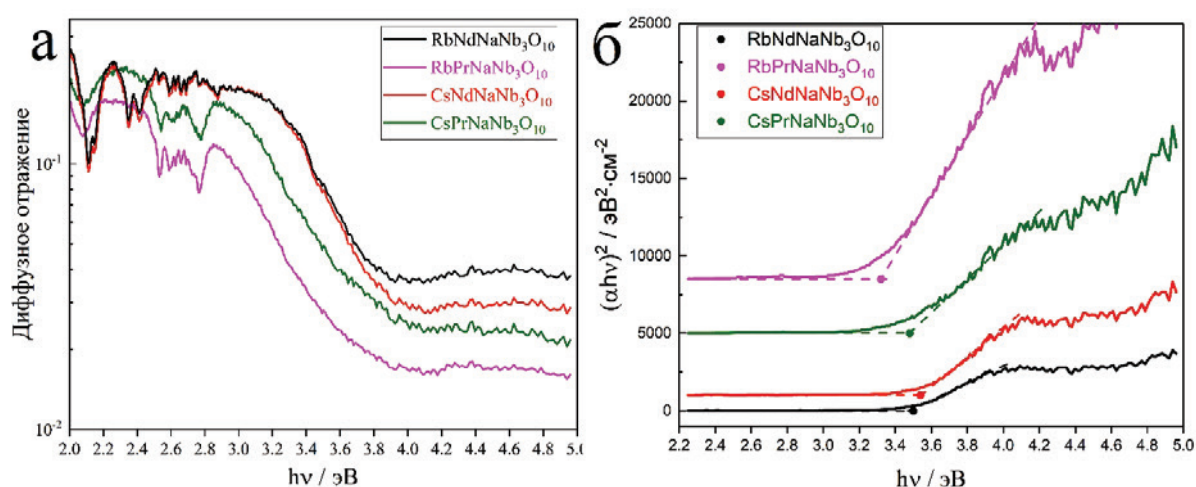 а
RbNdNaNb₃O₁₀
RbPrNaNb₃O₁₀
CsNdNaNb₃O₁₀
CsPrNaNb₃O₁₀
Диффузное отражение
10⁻¹
10⁻²
2.0 2.2 2.4 2.6 2.8 3.0 3.2 3.4 3.6 3.8 4.0 4.2 4.4 4.6 4.8 5.0
hν / эВ
б
RbNdNaNb₃O₁₀
RbPrNaNb₃O₁₀
CsNdNaNb₃O₁₀
CsPrNaNb₃O₁₀
(αhν)² / эВ²·см⁻²
25000
20000
15000
10000
5000
0
2.2 2.4 2.6 2.8 3.0 3.2 3.4 3.6 3.8 4.0 4.2 4.4 4.6 4.8 5.0
hν / эВ